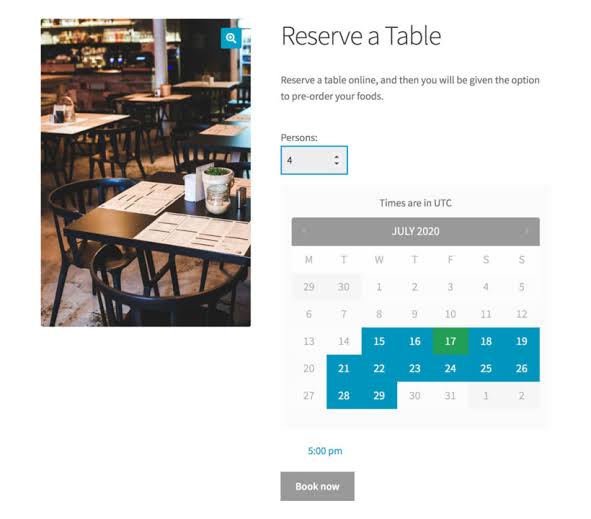 Reserve a Table
Reserve a table online, and then you will be given the option
to pre-order your foods.
Persons:
4
Times are in UTC
JULY 2020
M T W T F S S
29 30 1 2 3 4 5
6 7 8 9 10 11 12
13 14 15 16 17 18 19
20 21 22 23 24 25 26
27 28 29 30 31 1 2
5:00 pm
Book now